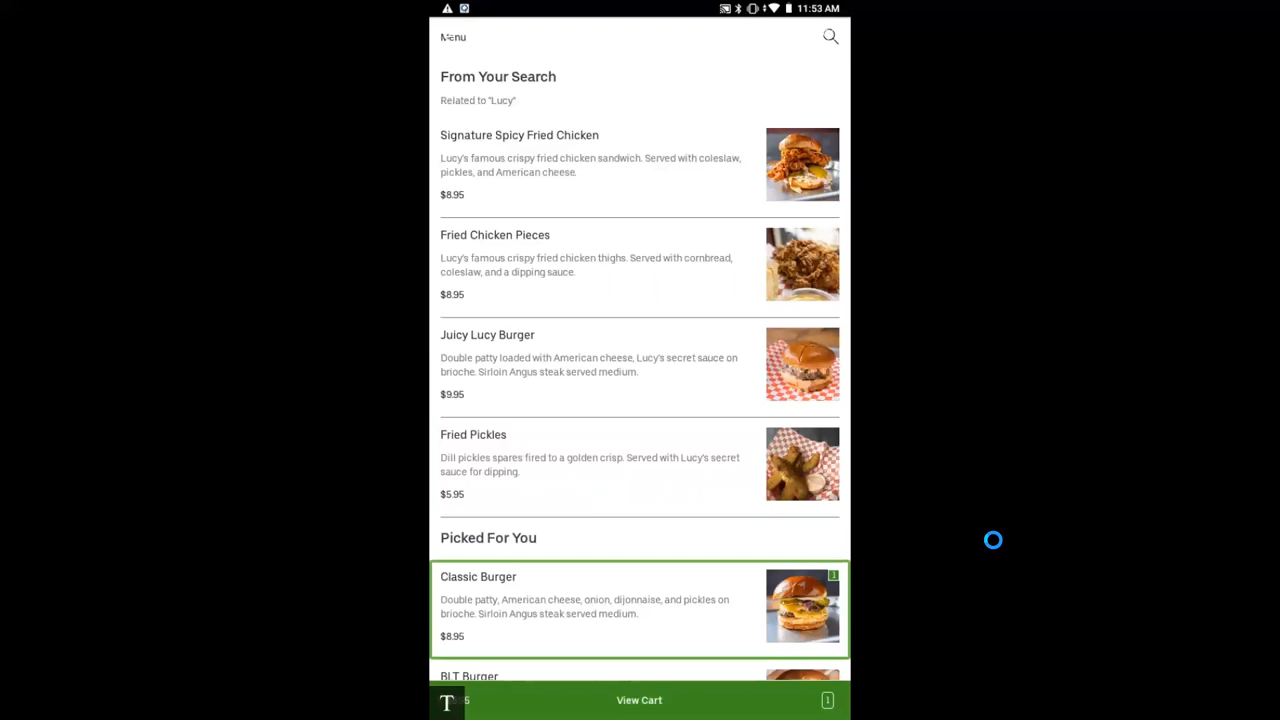 11:53 AM
Menu
From Your Search
Related to "Lucy"
Signature Spicy Fried Chicken
Lucy's famous crispy fried chicken sandwich. Served with coleslaw,
pickles, and American cheese.
$8.95
Fried Chicken Pieces
Lucy's famous crispy fried chicken thighs. Served with cornbread,
coleslaw, and a dipping sauce.
$8.95
Juicy Lucy Burger
Double patty loaded with American cheese, Lucy's secret sauce on
brioche. Sirloin Angus steak served medium.
$9.95
Fried Pickles
Dill pickles spares fired to a golden crisp. Served with Lucy's secret
sauce for dipping.
$5.95
Picked For You
Classic Burger
1
Double patty, American cheese, onion, dijonnaise, and pickles on
brioche. Sirloin Angus steak served medium.
$8.95
BLT Burger
T
View Cart
1